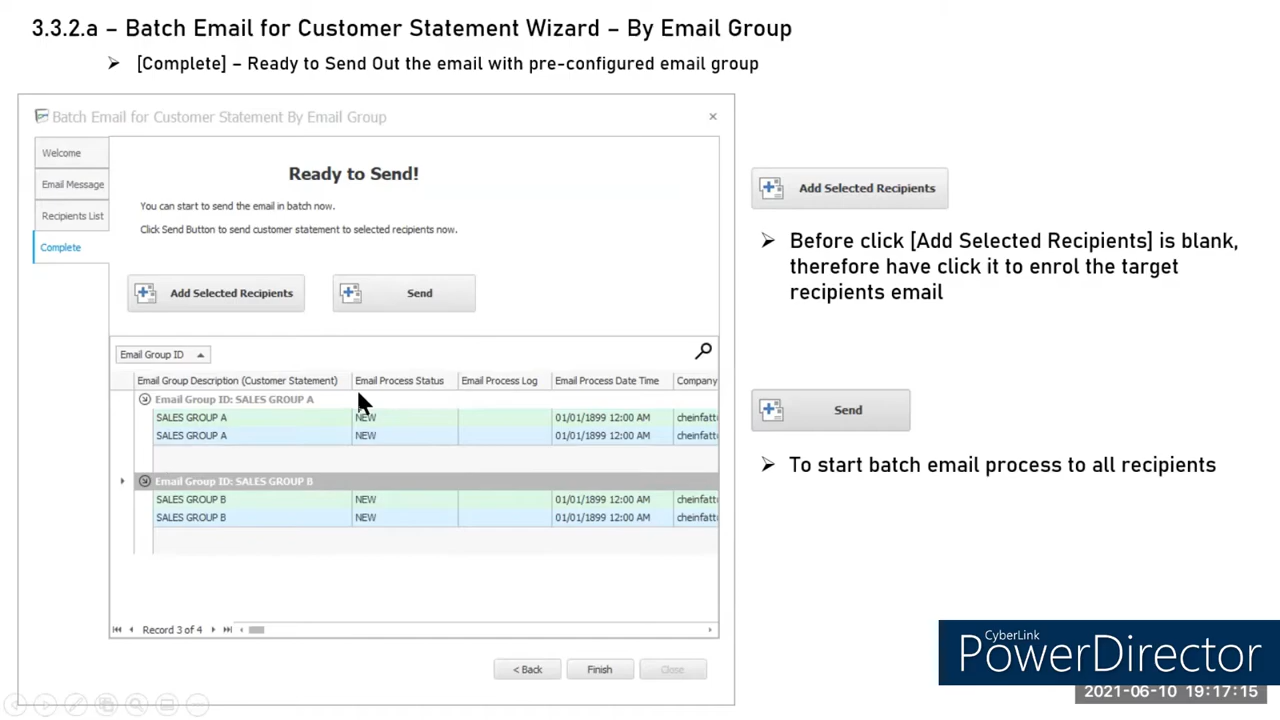 3.3.2.a – Batch Email for Customer Statement Wizard – By Email Group
[Complete] – Ready to Send Out the email with pre-configured email group
Batch Email for Customer Statement By Email Group
Welcome
Email Message
Recipients List
Complete
Ready to Send!
You can start to send the email in batch now.
Click Send Button to send customer statement to selected recipients now.
Add Selected Recipients
Send
Email Group ID
Email Group Description (Customer Statement) Email Process Status Email Process Log Email Process Date Time Company
Email Group ID: SALES GROUP A
SALES GROUP A NEW 01/01/1899 12:00 AM cheinfatt
SALES GROUP A NEW 01/01/1899 12:00 AM cheinfatt
Email Group ID: SALES GROUP B
SALES GROUP B NEW 01/01/1899 12:00 AM cheinfatt
SALES GROUP B NEW 01/01/1899 12:00 AM cheinfatt
Record 3 of 4
< Back
Finish
Close
Add Selected Recipients
Before click [Add Selected Recipients] is blank,
therefore have click it to enrol the target
recipients email
Send
To start batch email process to all recipients
CyberLink
PowerDirector
2021-06-10 19:17:15